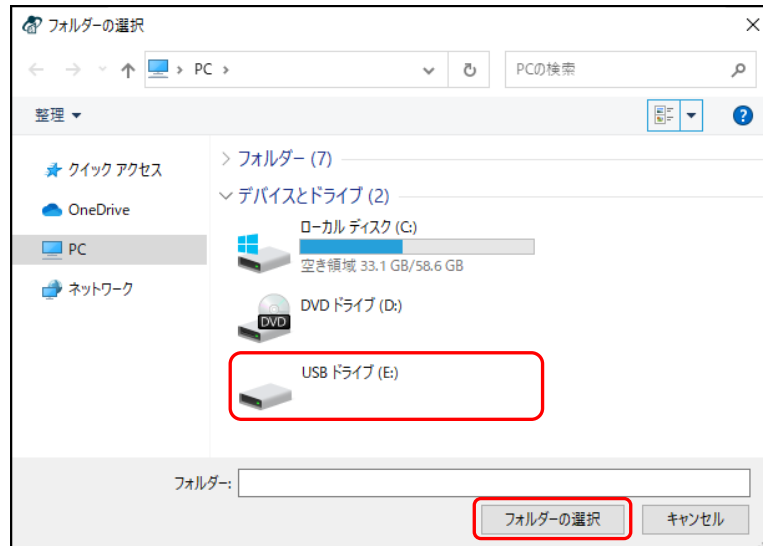 フォルダーの選択
PC
PCの検索
整理
クイック アクセス
OneDrive
PC
ネットワーク
フォルダー (7)
デバイスとドライブ (2)
ローカル ディスク (C:)
空き領域 33.1 GB/58.6 GB
DVD ドライブ (D:)
DVD
USB ドライブ (E:)
フォルダー:
フォルダーの選択
キャンセル